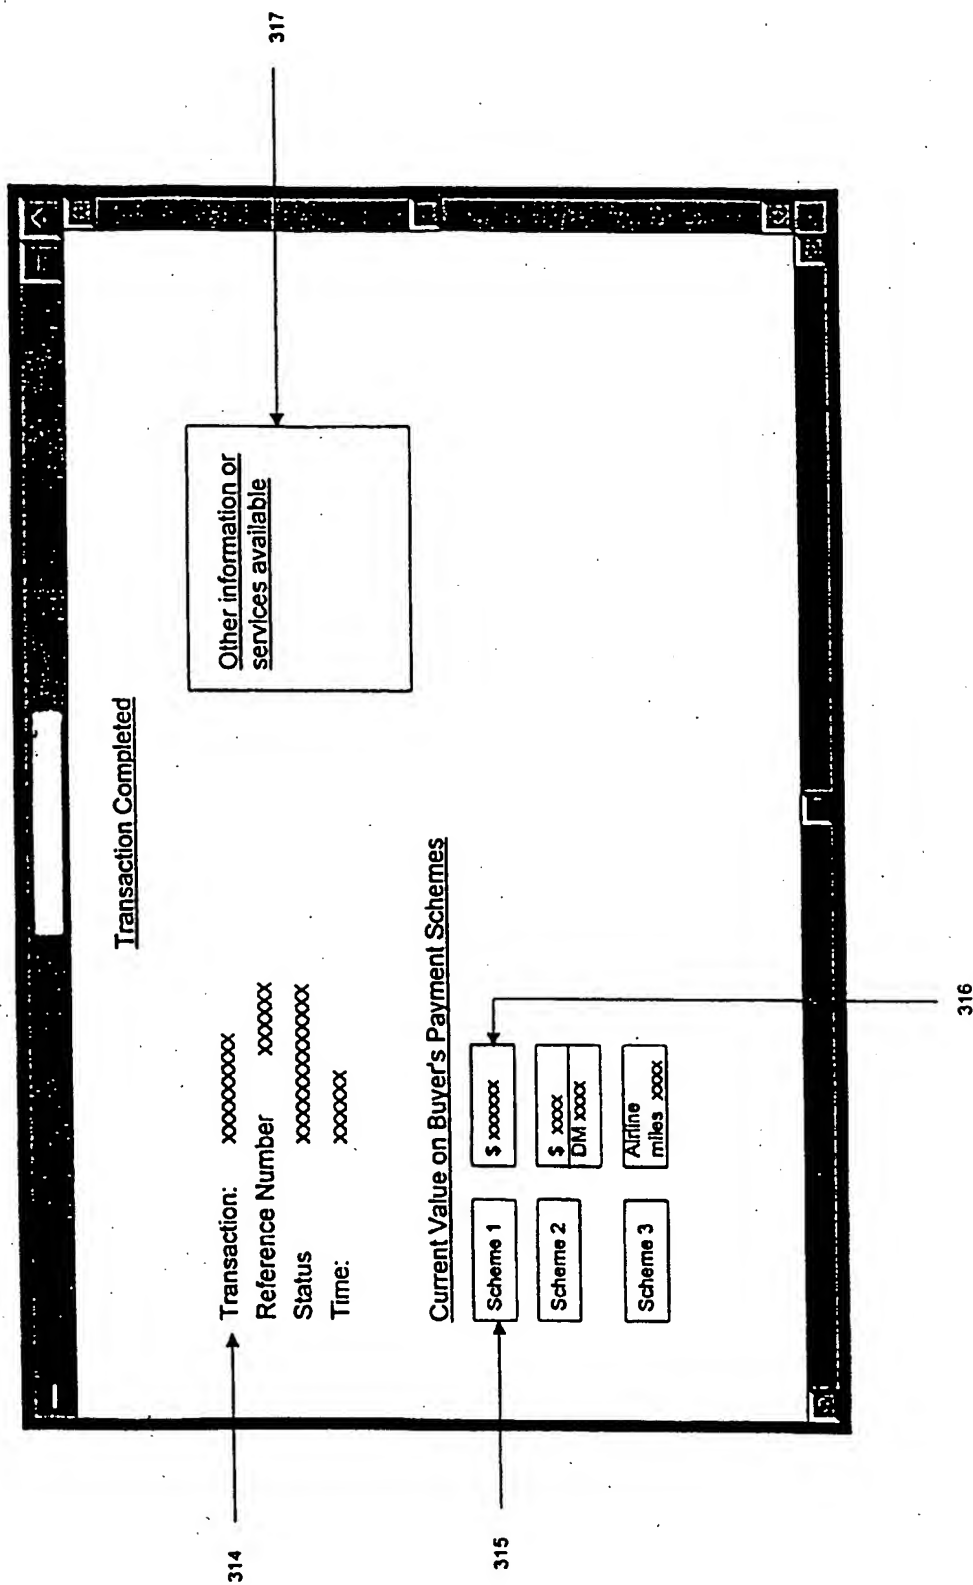 317
Transaction Completed
Other information or
services available
314
Transaction: xxxxxxxxx
Reference Number xxxxxx
Status xxxxxxxxxxxxx
Time: xxxxxx
Current Value on Buyer's Payment Schemes
315
Scheme 1
$ xxxxxx
Scheme 2
$ xxxx
DM xxxx
Scheme 3
Airline
miles xxxx
316